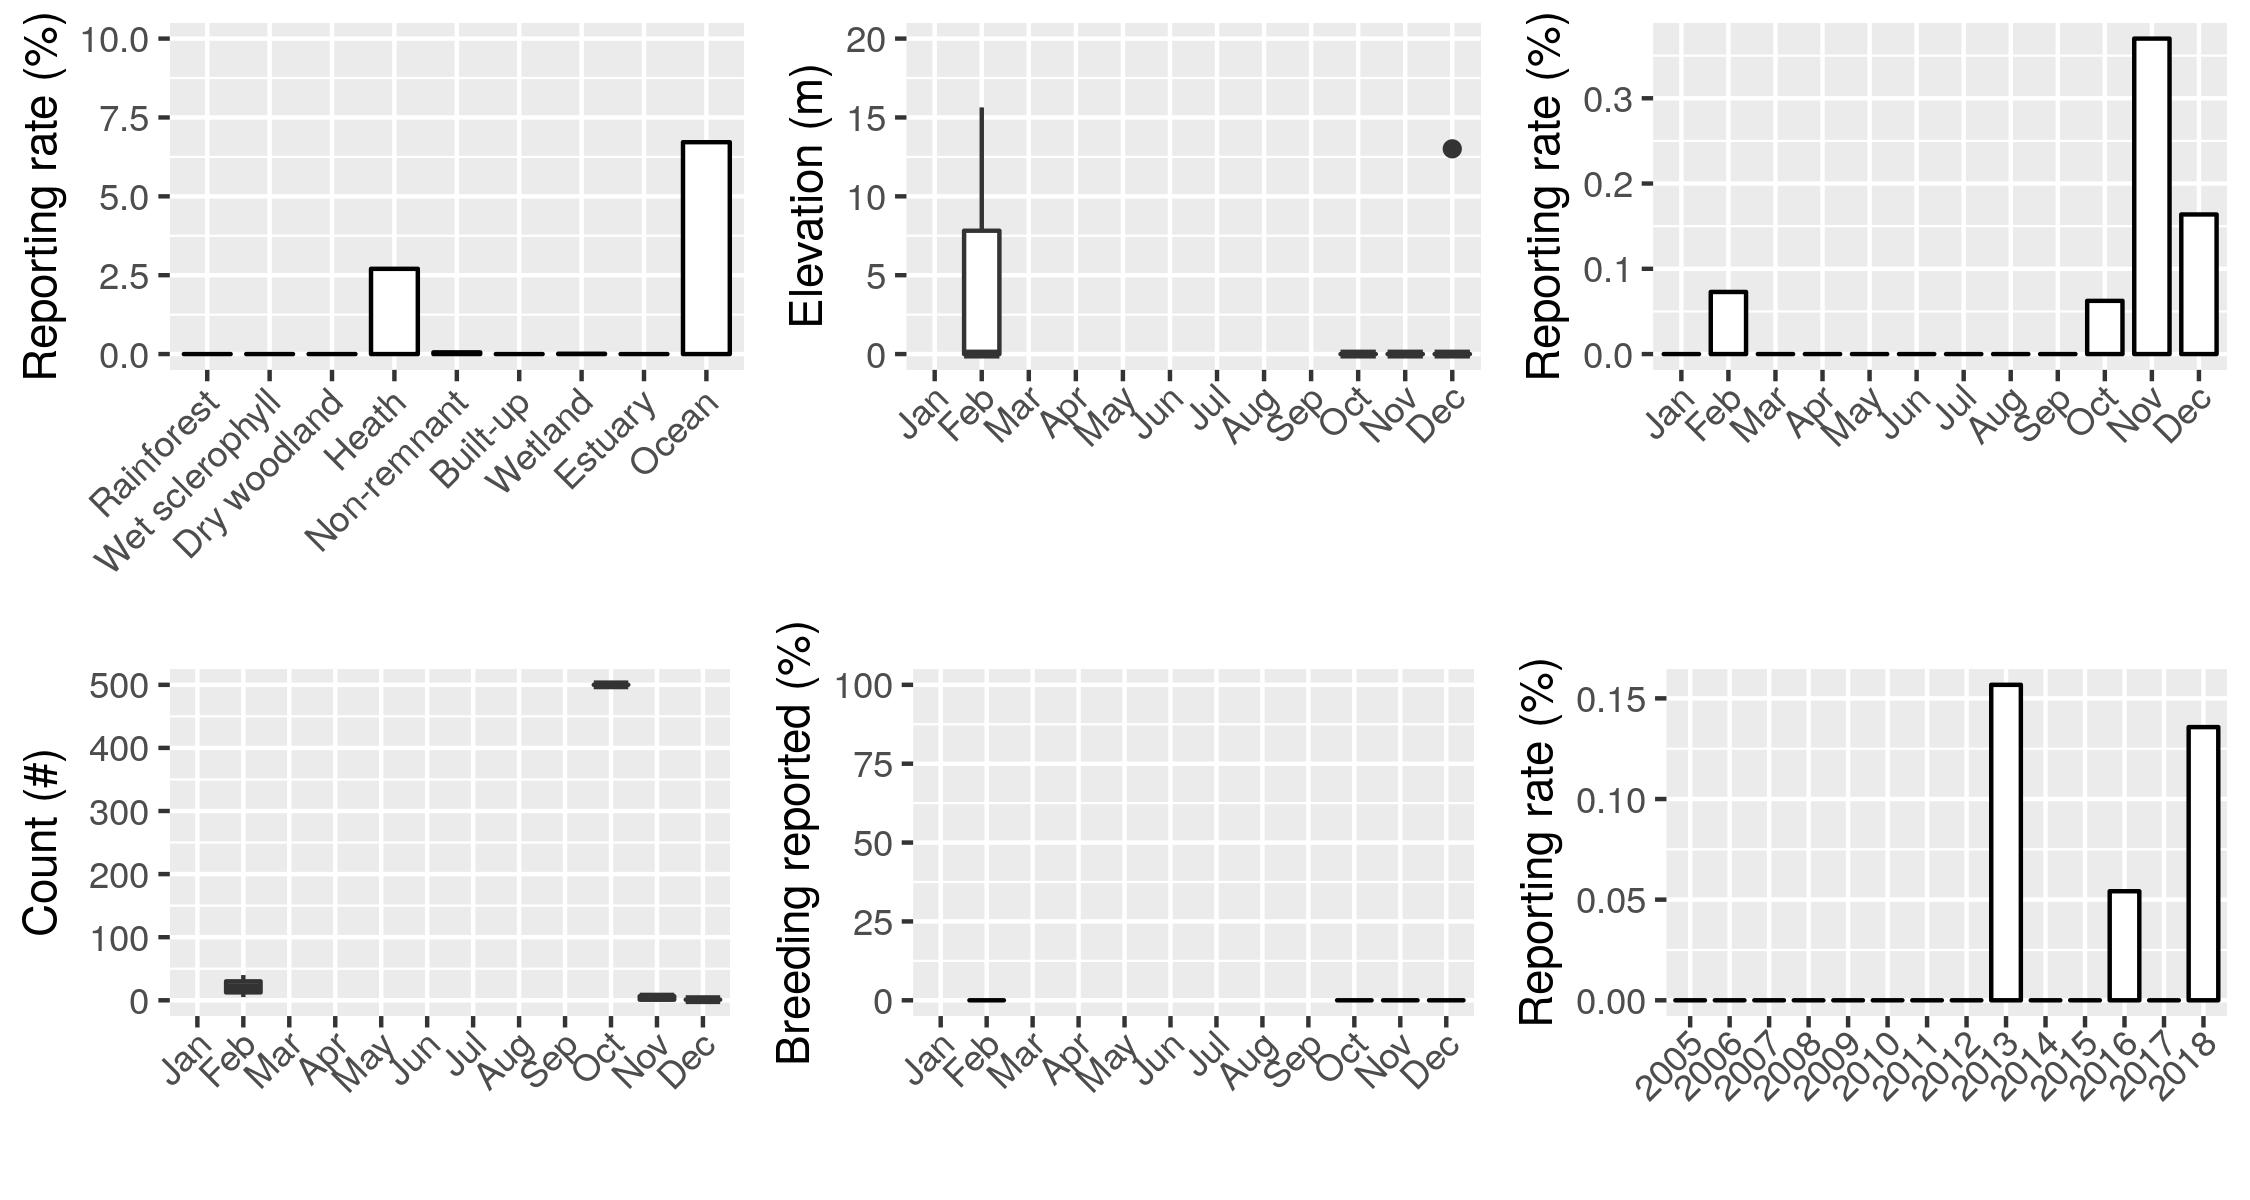 Reporting rate (%)
10.0
7.5
5.0
2.5
0.0
Rainforest
Wet sclerophyll
Dry woodland
Heath
Non-remnant
Built-up
Wetland
Estuary
Ocean
Elevation (m)
20
15
10
5
0
Jan
Feb
Mar
Apr
May
Jun
Jul
Aug
Sep
Oct
Nov
Dec
Reporting rate (%)
0.3
0.2
0.1
0.0
Jan
Feb
Mar
Apr
May
Jun
Jul
Aug
Sep
Oct
Nov
Dec
Count (#)
500
400
300
200
100
0
Jan
Feb
Mar
Apr
May
Jun
Jul
Aug
Sep
Oct
Nov
Dec
Breeding reported (%)
100
75
50
25
0
Jan
Feb
Mar
Apr
May
Jun
Jul
Aug
Sep
Oct
Nov
Dec
Reporting rate (%)
0.15
0.10
0.05
0.00
2005
2006
2007
2008
2009
2010
2011
2012
2013
2014
2015
2016
2017
2018